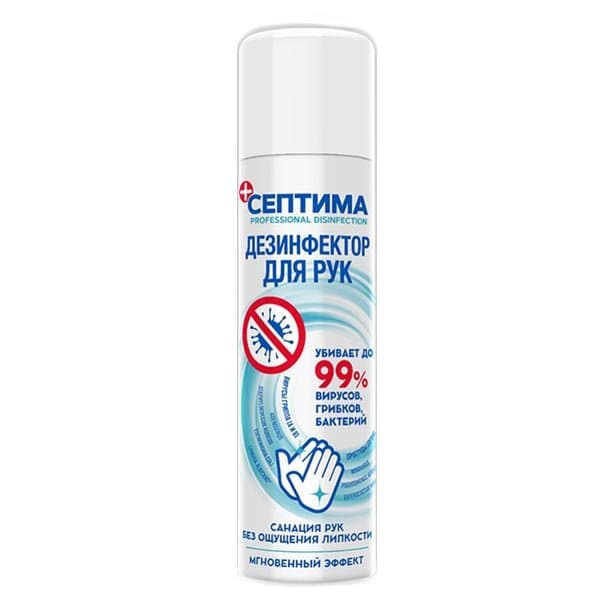 СЕПТИМА
PROFESSIONAL DISINFECTION
ДЕЗИНФЕКТОР
ДЛЯ РУК
УБИВАЕТ ДО
99%
ВИРУСОВ,
ГРИБКОВ,
БАКТЕРИЙ
САНАЦИЯ РУК
БЕЗ ОЩУЩЕНИЯ ЛИПКОСТИ
МГНОВЕННЫЙ ЭФФЕКТ